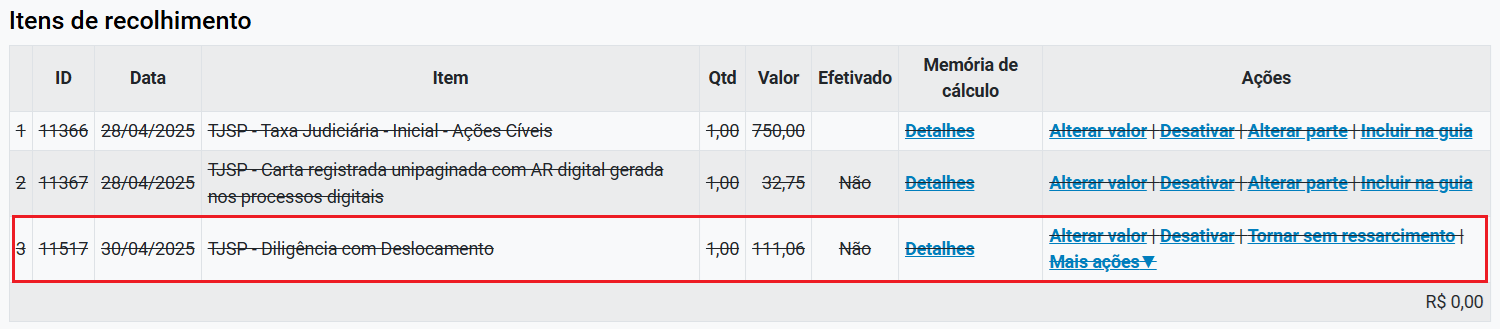 Itens de recolhimento
ID Data Item Qtd Valor Efetivado Memória de cálculo Ações
1 11366 28/04/2025 TJSP - Taxa Judiciária - Inicial - Ações Cíveis 1,00 750,00 Detalhes Alterar valor | Desativar | Alterar parte | Incluir na guia
2 11367 28/04/2025 TJSP - Carta registrada unipaginada com AR digital gerada nos processos digitais 1,00 32,75 Não Detalhes Alterar valor | Desativar | Alterar parte | Incluir na guia
3 11517 30/04/2025 TJSP - Diligência com Deslocamento 1,00 111,06 Não Detalhes Alterar valor | Desativar | Tornar sem ressarcimento |
Mais ações▼
R$ 0,00